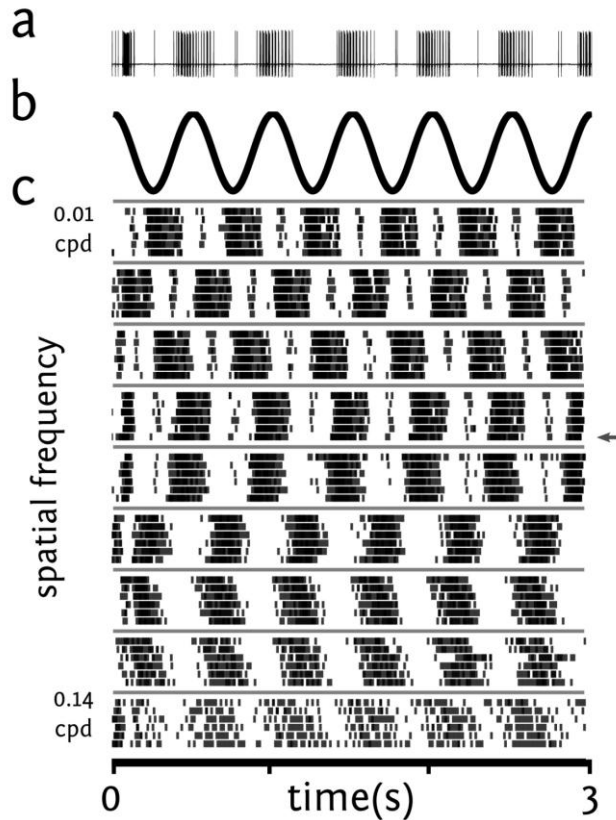 a
b
c
0.01
cpd
spatial frequency
0.14
cpd
0
time(s)
3